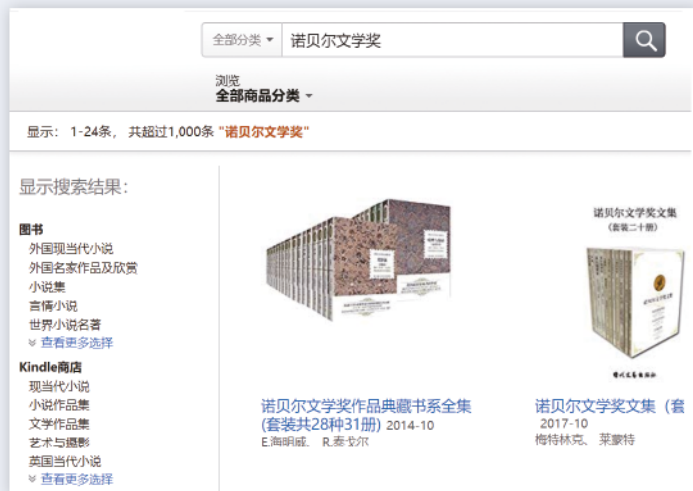 全部分类
诺贝尔文学奖
浏览
全部商品分类
显示： 1-24条， 共超过1,000条 "诺贝尔文学奖"
显示搜索结果：
图书
外国现当代小说
外国名家作品及欣赏
小说集
言情小说
世界小说名著
查看更多选择
Kindle商店
现当代小说
小说作品集
文学作品集
艺术与摄影
英国当代小说
查看更多选择
诺贝尔文学奖作品典藏书系全集
(套装共28种31册) 2014-10
E.海明威、 R.泰戈尔
诺贝尔文学奖文集
（套装二十册）
诺贝尔文学奖文集（套
2017-10
梅特林克、 莱蒙特